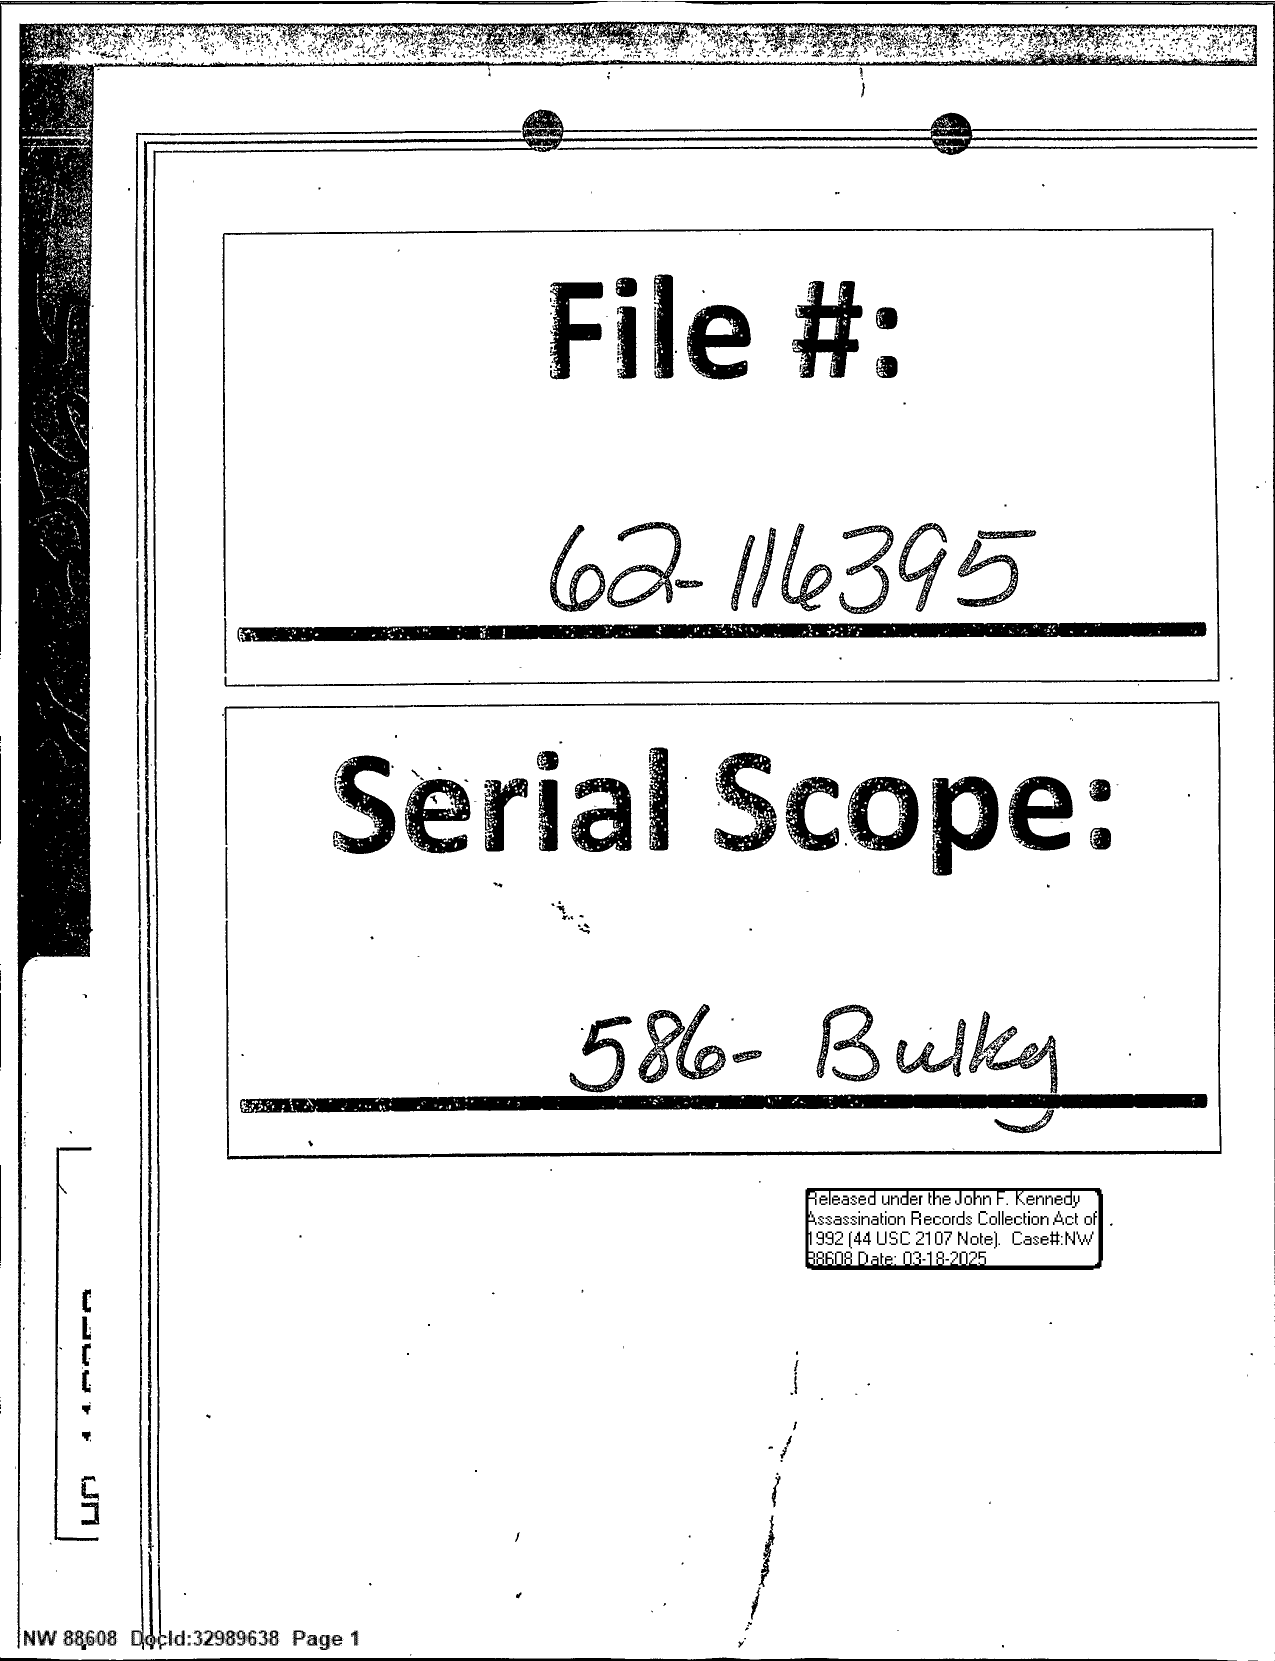 File #:
62-116395
Serial Scope:
586- Bulky
Released under the John F. Kennedy
Assassination Records Collection Act of
1992 (44 USC 2107 Note). Case#:NW
88608 Date: 03-18-2025
NW 88608 DocId:32989638 Page 1